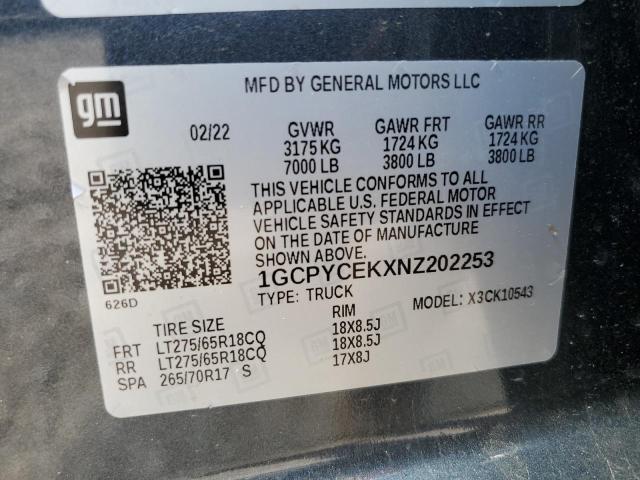 gm
MFD BY GENERAL MOTORS LLC
02/22 GVWR GAWR FRT GAWR RR
3175 KG 1724 KG 1724 KG
7000 LB 3800 LB 3800 LB
THIS VEHICLE CONFORMS TO ALL
APPLICABLE U.S. FEDERAL MOTOR
VEHICLE SAFETY STANDARDS IN EFFECT
ON THE DATE OF MANUFACTURE
SHOWN ABOVE.
1GCPYCEKXNZ202253
626D TYPE: TRUCK MODEL: X3CK10543
TIRE SIZE RIM
FRT LT275/65R18CQ 18X8.5J
RR LT275/65R18CQ 18X8.5J
SPA 265/70R17 S 17X8J